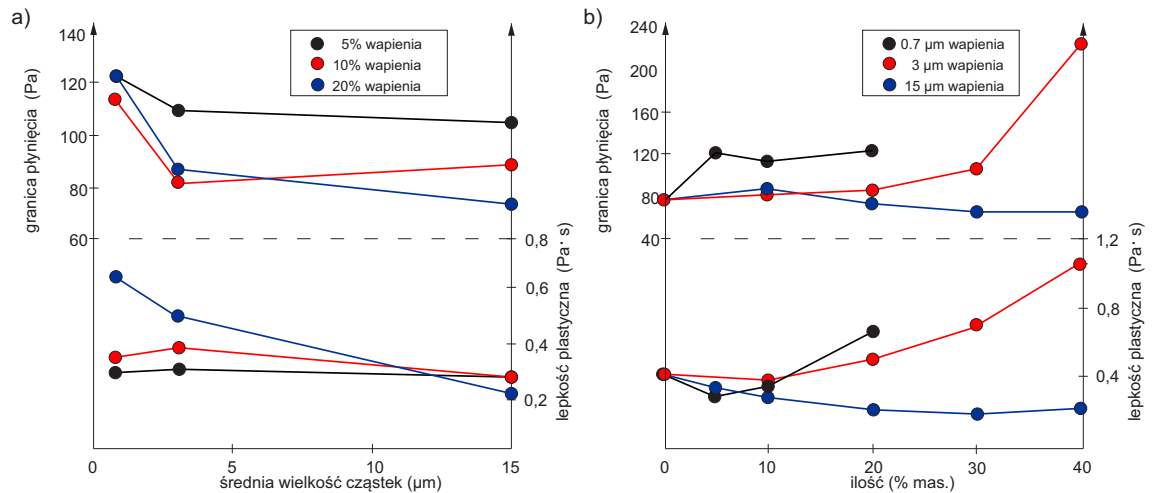 a)
140
120
100
80
60
granica płynięcia (Pa)
5% wapienia
10% wapienia
20% wapienia
0,8
0,6
0,4
0,2
lepkość plastyczna (Pa· s)
0
5
10
15
średnia wielkość cząstek (µm)
b)
240
200
160
120
80
40
granica płynięcia (Pa)
0.7 µm wapienia
3 µm wapienia
15 µm wapienia
1,2
0,8
0,4
lepkość plastyczna (Pa· s)
0
10
20
30
40
ilość (% mas.)